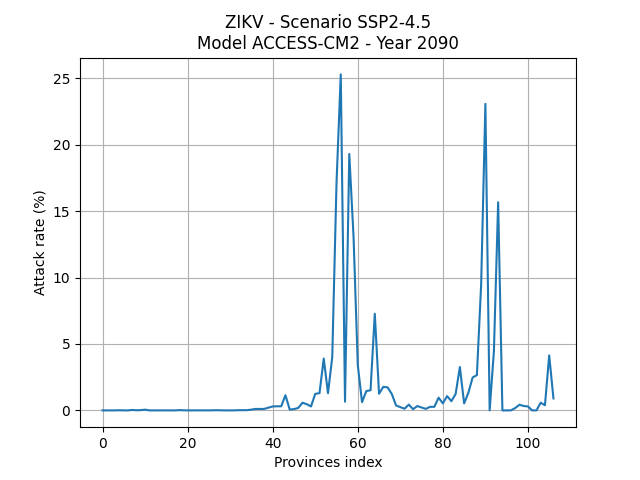 ZIKV - Scenario SSP2-4.5
Model ACCESS-CM2 - Year 2090
25
20
15
10
5
0
Attack rate (%)
0 20 40 60 80 100
Provinces index